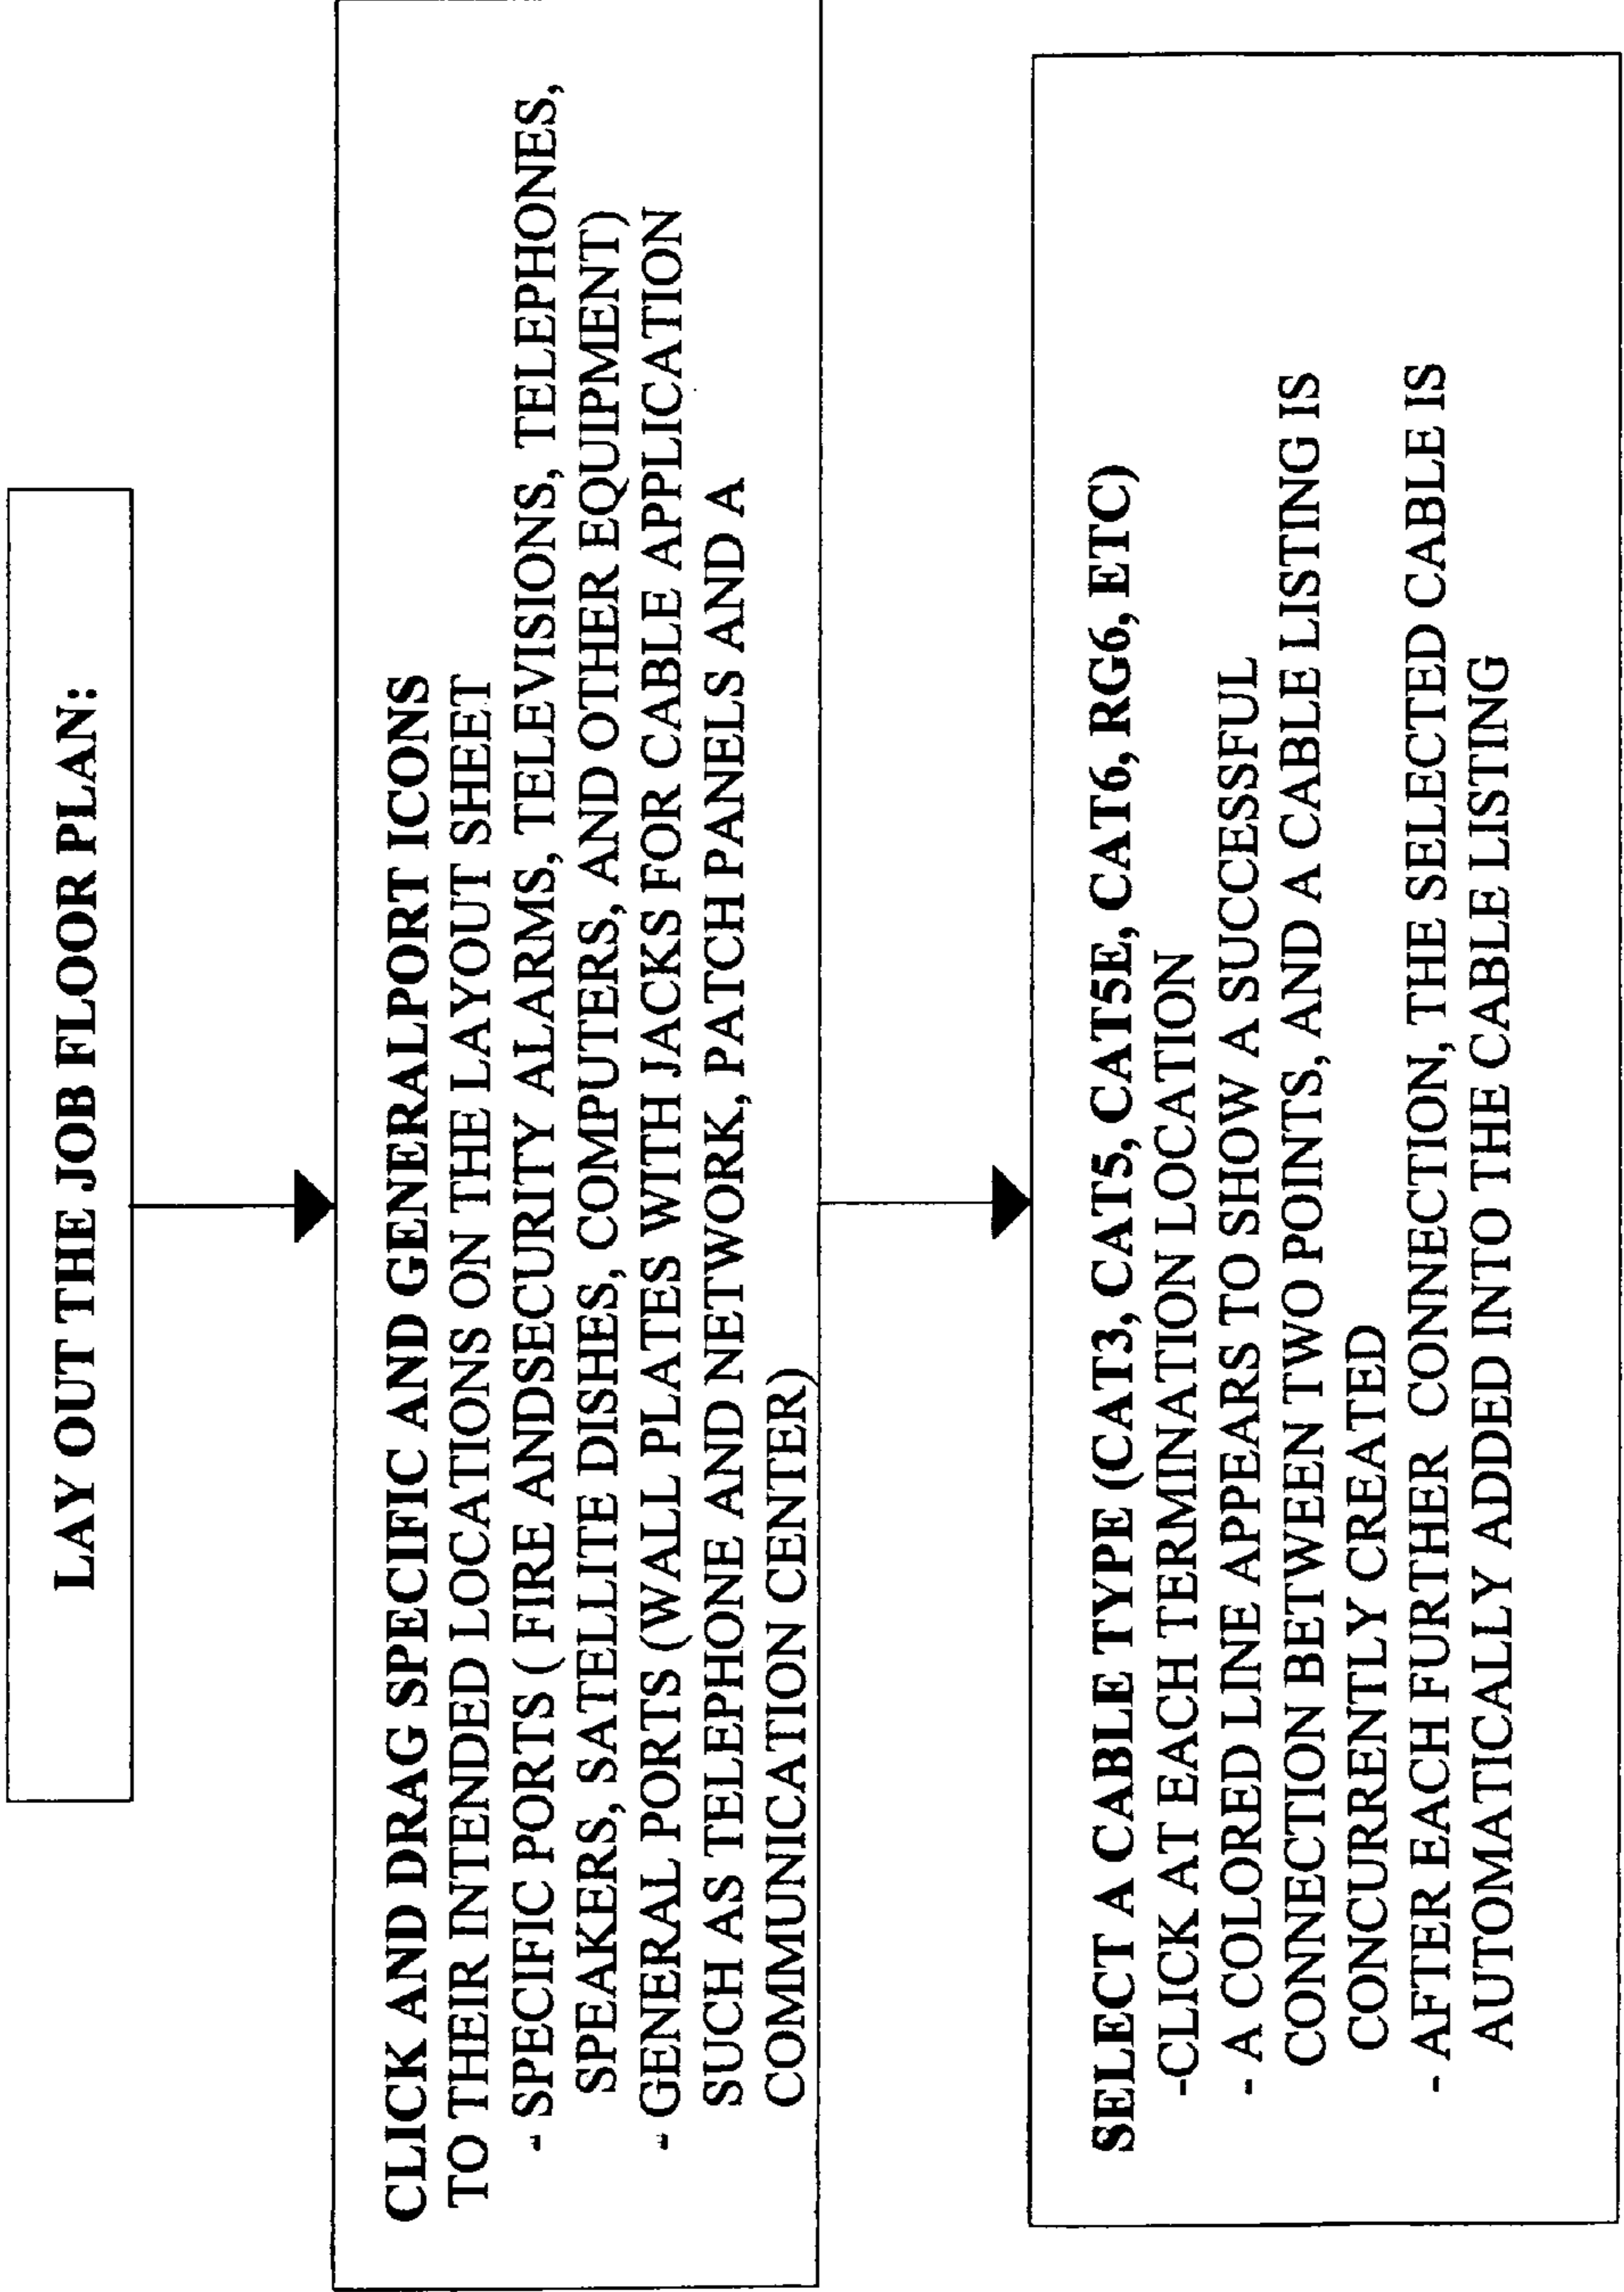 LAY OUT THE JOB FLOOR PLAN:
CLICK AND DRAG SPECIFIC AND GENERALPORT ICONS
TO THEIR INTENDED LOCATIONS ON THE LAYOUT SHEET
- SPECIFIC PORTS ( FIRE ANDSECURITY ALARMS, TELEVISIONS, TELEPHONES,
SPEAKERS, SATELLITE DISHES, COMPUTERS, AND OTHER EQUIPMENT)
- GENERAL PORTS (WALL PLATES WITH JACKS FOR CABLE APPLICATION
SUCH AS TELEPHONE AND NETWORK, PATCH PANELS AND A
COMMUNICATION CENTER)
SELECT A CABLE TYPE (CAT3, CAT5, CAT5E, CAT6, RG6, ETC)
-CLICK AT EACH TERMINATION LOCATION
- A COLORED LINE APPEARS TO SHOW A SUCCESSFUL
CONNECTION BETWEEN TWO POINTS, AND A CABLE LISTING IS
CONCURRENTLY CREATED
- AFTER EACH FURTHER CONNECTION, THE SELECTED CABLE IS
AUTOMATICALLY ADDED INTO THE CABLE LISTING